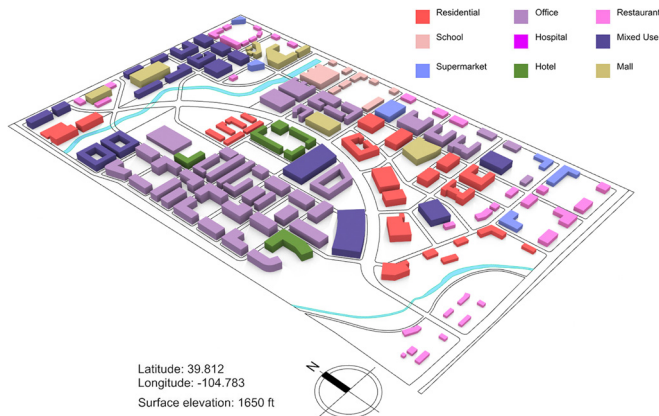 Residential Office Restaurant
School Hospital Mixed Use
Supermarket Hotel Mall
Latitude: 39.812
Longitude: -104.783
Surface elevation: 1650 ft
N